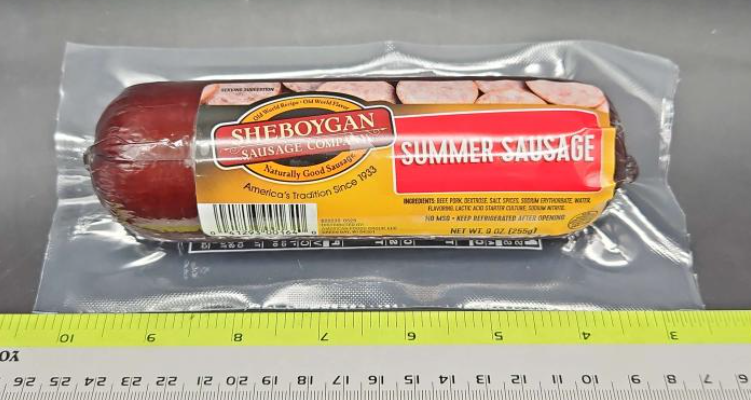 SERVING SUGGESTION
Old World Recipe • Old World Flavor
SHEBOYGAN
SAUSAGE COMPANY
Naturally Good Sausage
America's Tradition Since 1933
SUMMER SAUSAGE
INGREDIENTS: BEEF, PORK, DEXTROSE, SALT, SPICES, SODIUM ERYTHORBATE, WATER,
FLAVORING, LACTIC ACID STARTER CULTURE, SODIUM NITRITE.
NO MSG • KEEP REFRIGERATED AFTER OPENING
NET WT. 9 OZ. (255g)
10 9 8 7 6 5 4 3
26 25 24 23 22 21 20 19 18 17 16 15 14 13 12 11 10 9 8 7 6